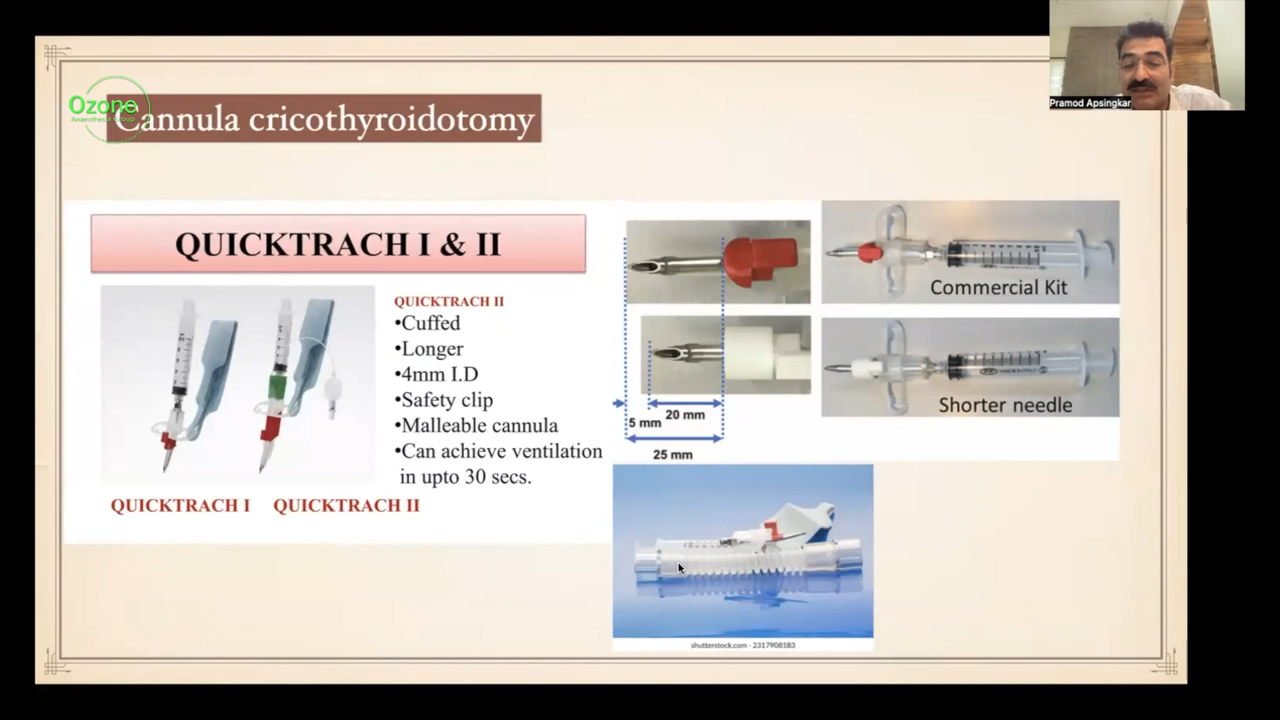 Pramod Apsingkar
Ozone
Anaesthesia Group
Cannula cricothyroidotomy
QUICKTRACH I & II
QUICKTRACH II
•Cuffed
•Longer
•4mm I.D
•Safety clip
•Malleable cannula
•Can achieve ventilation
in upto 30 secs.
QUICKTRACH I
QUICKTRACH II
20 mm
5 mm
25 mm
Commercial Kit
Shorter needle
shutterstock.com · 2317908183